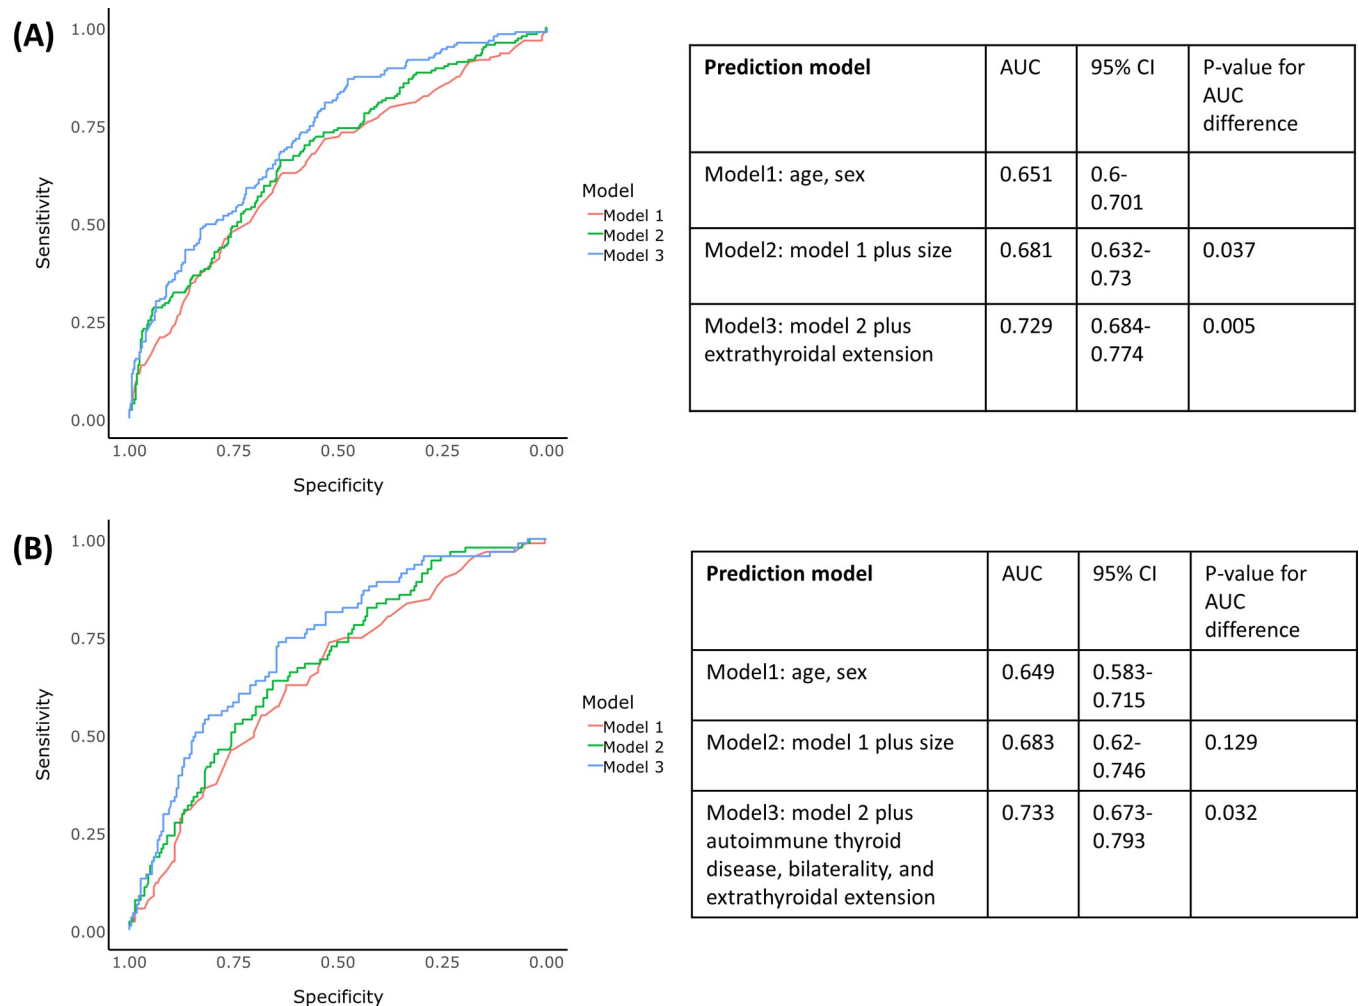 (A)
1.00
0.75
0.50
0.25
0.00
Sensitivity
1.00 0.75 0.50 0.25 0.00
Specificity
Model
Model 1
Model 2
Model 3
Prediction model AUC 95% CI P-value for
AUC
difference
Model1: age, sex 0.651 0.6-
0.701
Model2: model 1 plus size 0.681 0.632- 0.037
0.73
Model3: model 2 plus 0.729 0.684- 0.005
extrathyroidal extension 0.774
(B)
1.00
0.75
0.50
0.25
0.00
Sensitivity
1.00 0.75 0.50 0.25 0.00
Specificity
Model
Model 1
Model 2
Model 3
Prediction model AUC 95% CI P-value for
AUC
difference
Model1: age, sex 0.649 0.583-
0.715
Model2: model 1 plus size 0.683 0.62- 0.129
0.746
Model3: model 2 plus 0.733 0.673- 0.032
autoimmune thyroid 0.793
disease, bilaterality, and
extrathyroidal extension